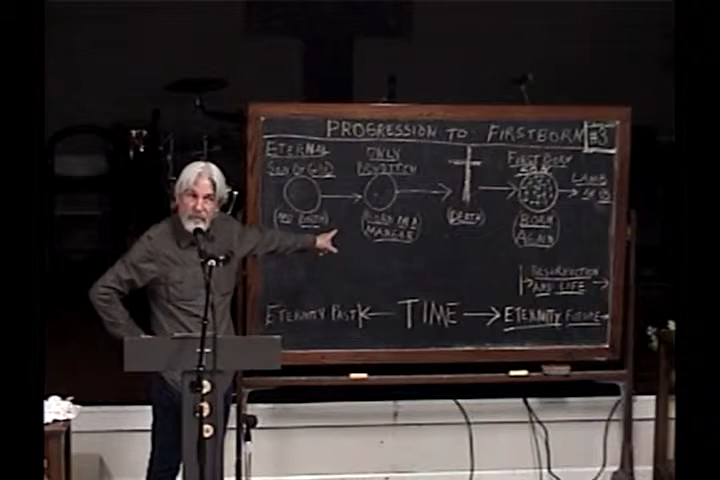 PROGRESSION TO FIRSTBORN #3
ETERNAL
SON OF GOD
ONLY
BEGOTTEN
FIRST BORN
LAMB
NO BIRTH
BORN IN A
MANGER
DEATH
BORN
AGAIN
RESURRECTION
AND LIFE
ETERNITY PAST
TIME
ETERNITY FUTURE